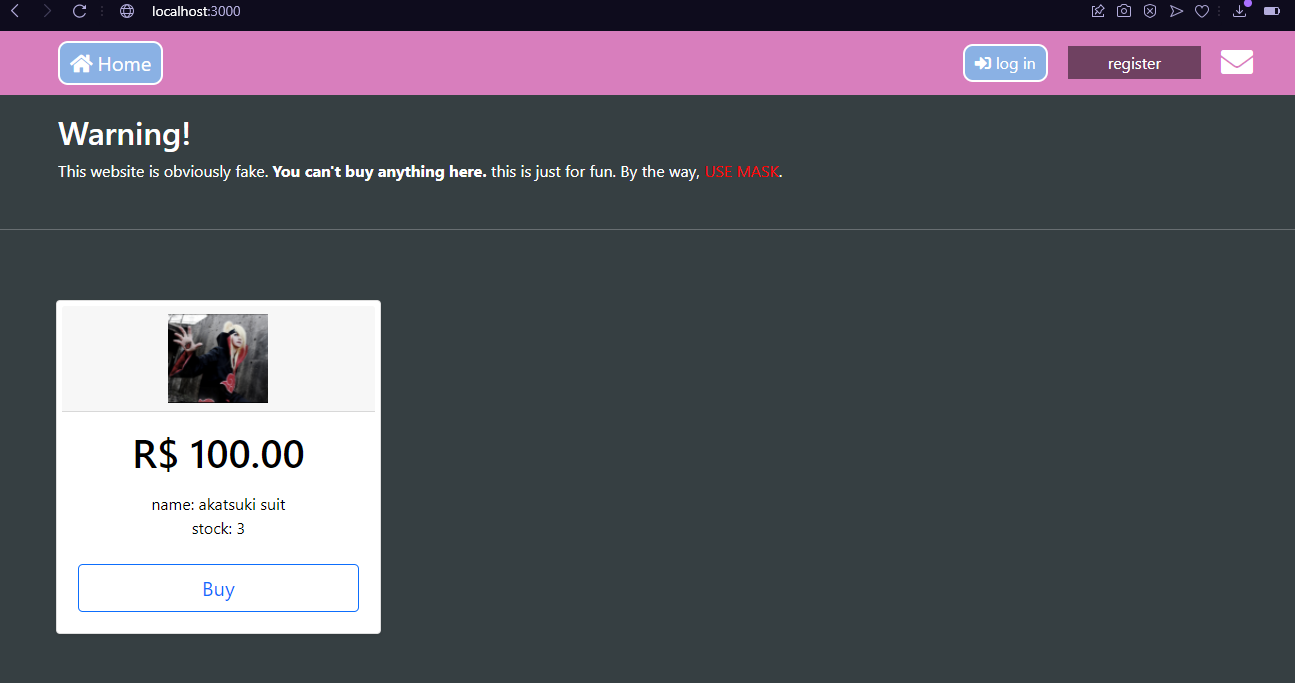 localhost:3000
Home
log in
register
Warning!
This website is obviously fake. You can't buy anything here. this is just for fun. By the way, USE MASK.
R$ 100.00
name: akatsuki suit
stock: 3
Buy